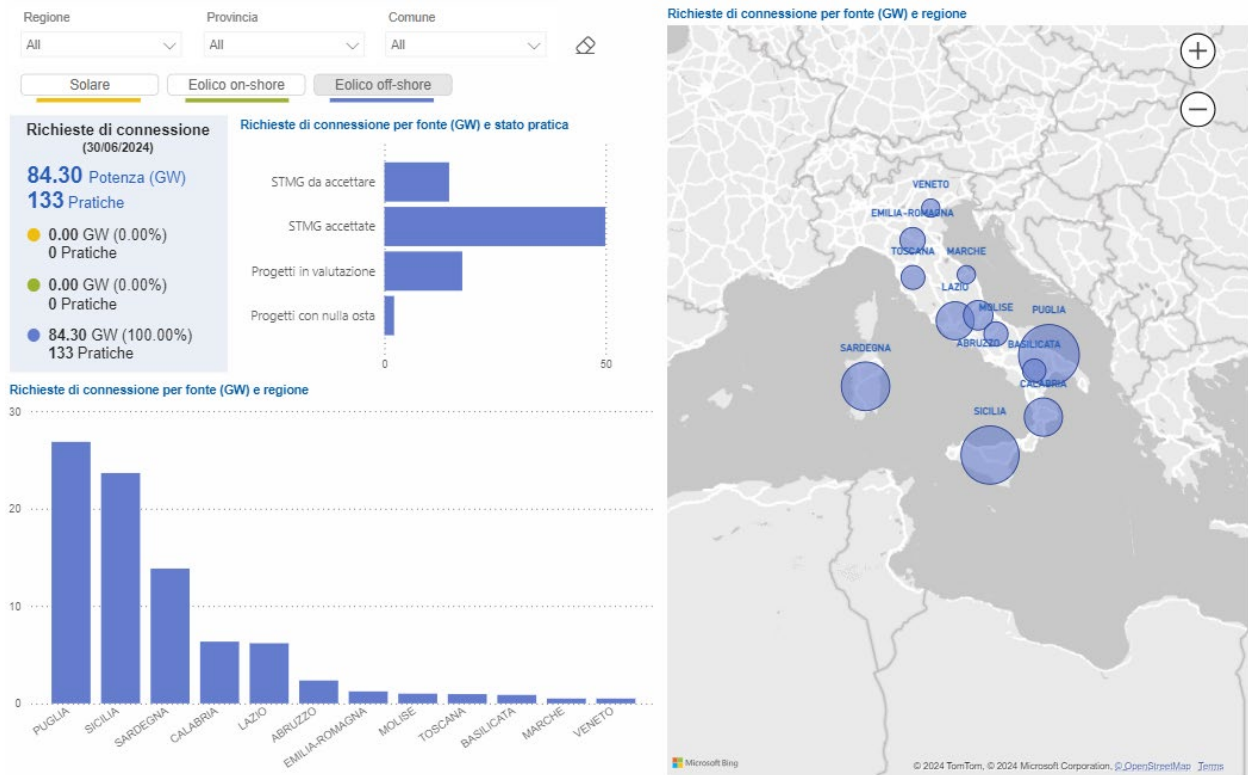 Regione
Provincia
Comune
All
All
All
Solare
Eolico on-shore
Eolico off-shore
Richieste di connessione
(30/06/2024)
84.30 Potenza (GW)
133 Pratiche
0.00 GW (0.00%)
0 Pratiche
0.00 GW (0.00%)
0 Pratiche
84.30 GW (100.00%)
133 Pratiche
Richieste di connessione per fonte (GW) e stato pratica
STMG da accettare
STMG accettate
Progetti in valutazione
Progetti con nulla osta
0
50
Richieste di connessione per fonte (GW) e regione
30
20
10
0
PUGLIA
SICILIA
SARDEGNA
CALABRIA
LAZIO
ABRUZZO
EMILIA-ROMAGNA
MOLISE
TOSCANA
BASILICATA
MARCHE
VENETO
Richieste di connessione per fonte (GW) e regione
VENETO
EMILIA-ROMAGNA
TOSCANA
MARCHE
LAZIO
MOLISE
PUGLIA
ABRUZZO
BASILICATA
SARDEGNA
CALABRIA
SICILIA
Microsoft Bing
© 2024 TomTom, © 2024 Microsoft Corporation, © OpenStreetMap Terms